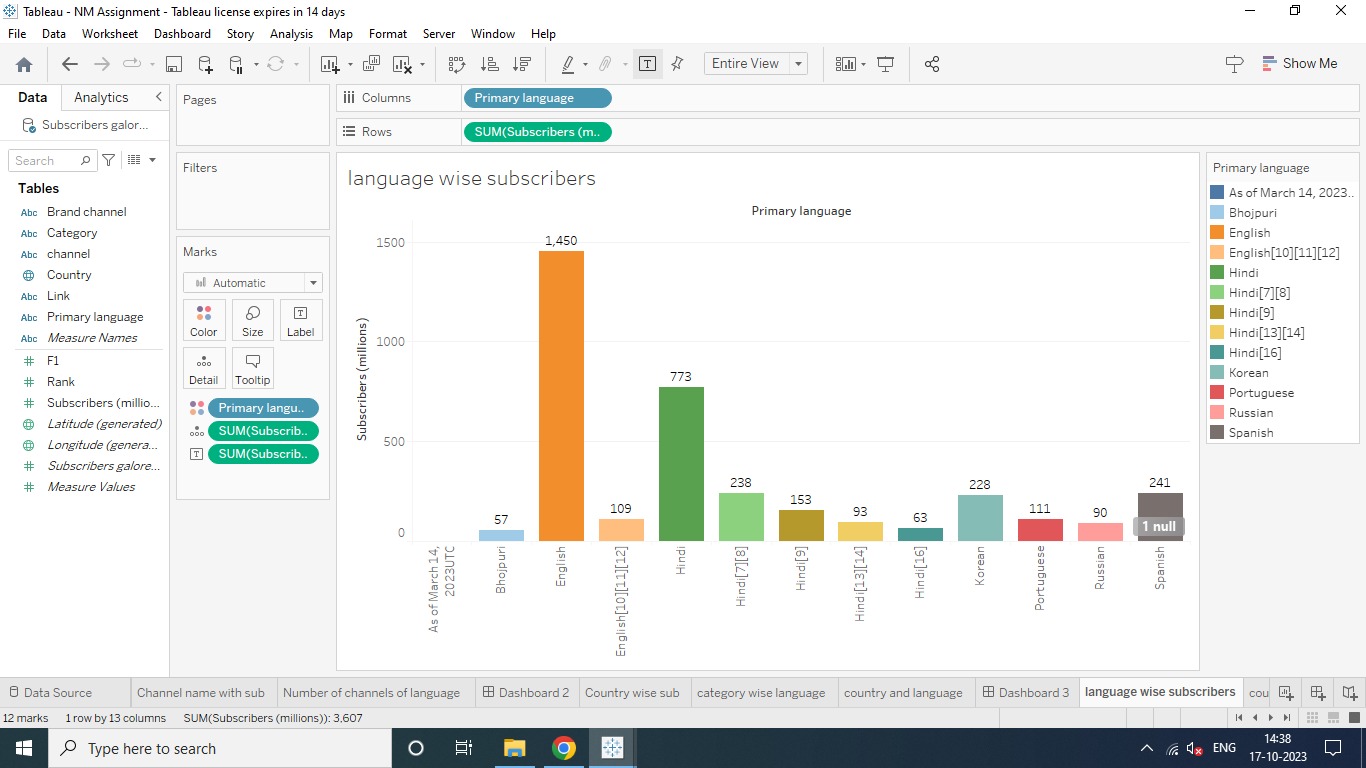 Tableau - NM Assignment - Tableau license expires in 14 days
File Data Worksheet Dashboard Story Analysis Map Format Server Window Help
Entire View
Show Me
Data Analytics
Subscribers galor...
Search
Tables
Abc Brand channel
Abc Category
Abc channel
Country
Abc Link
Abc Primary language
Abc Measure Names
# F1
# Rank
# Subscribers (millio...
Latitude (generated)
Longitude (genera...
# Subscribers galore...
# Measure Values
Pages
Filters
Marks
Automatic
Color Size Label
Detail Tooltip
Primary langu..
SUM(Subscrib..
SUM(Subscrib..
Columns Primary language
Rows SUM(Subscribers (m..
language wise subscribers
Primary language
Subscribers (millions)
1500
1000
500
0
57
1,450
109
773
238
153
93
63
228
111
90
241
1 null
As of March 14,
2023UTC
Bhojpuri
English
English[10][11][12]
Hindi
Hindi[7][8]
Hindi[9]
Hindi[13][14]
Hindi[16]
Korean
Portuguese
Russian
Spanish
Primary language
As of March 14, 2023..
Bhojpuri
English
English[10][11][12]
Hindi
Hindi[7][8]
Hindi[9]
Hindi[13][14]
Hindi[16]
Korean
Portuguese
Russian
Spanish
Data Source Channel name with sub Number of channels of language Dashboard 2 Country wise sub category wise language country and language Dashboard 3 language wise subscribers cou
12 marks 1 row by 13 columns SUM(Subscribers (millions)): 3,607
Type here to search
ENG
14:38
17-10-2023